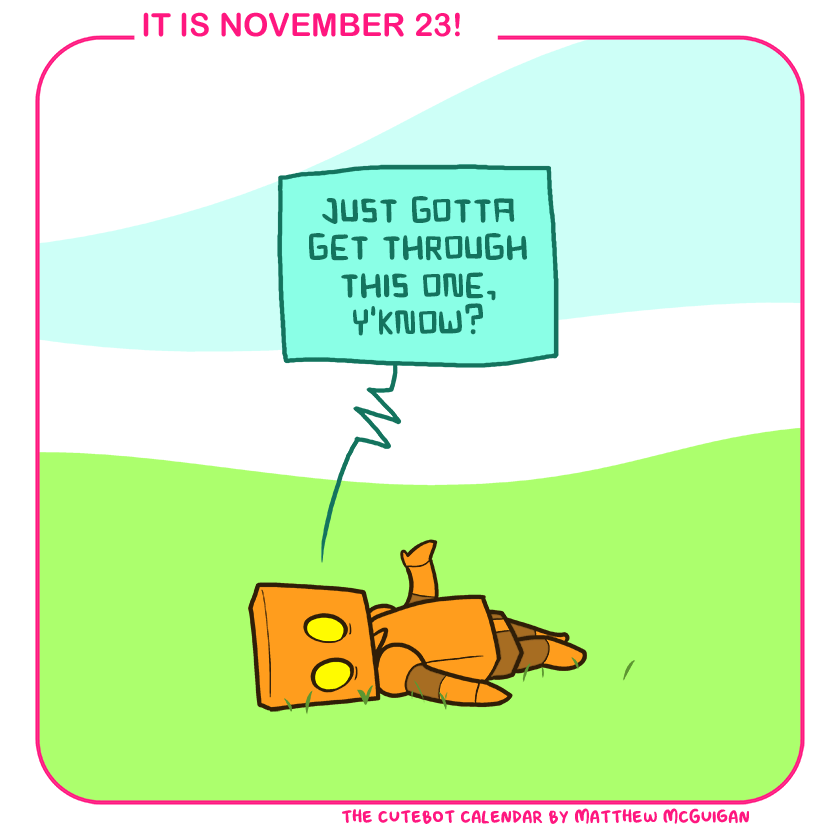 IT IS NOVEMBER 23!
JUST GOTTA
GET THROUGH
THIS ONE,
Y'KNOW?
THE CUTEBOT CALENDAR BY MATTHEW MCGUIGAN